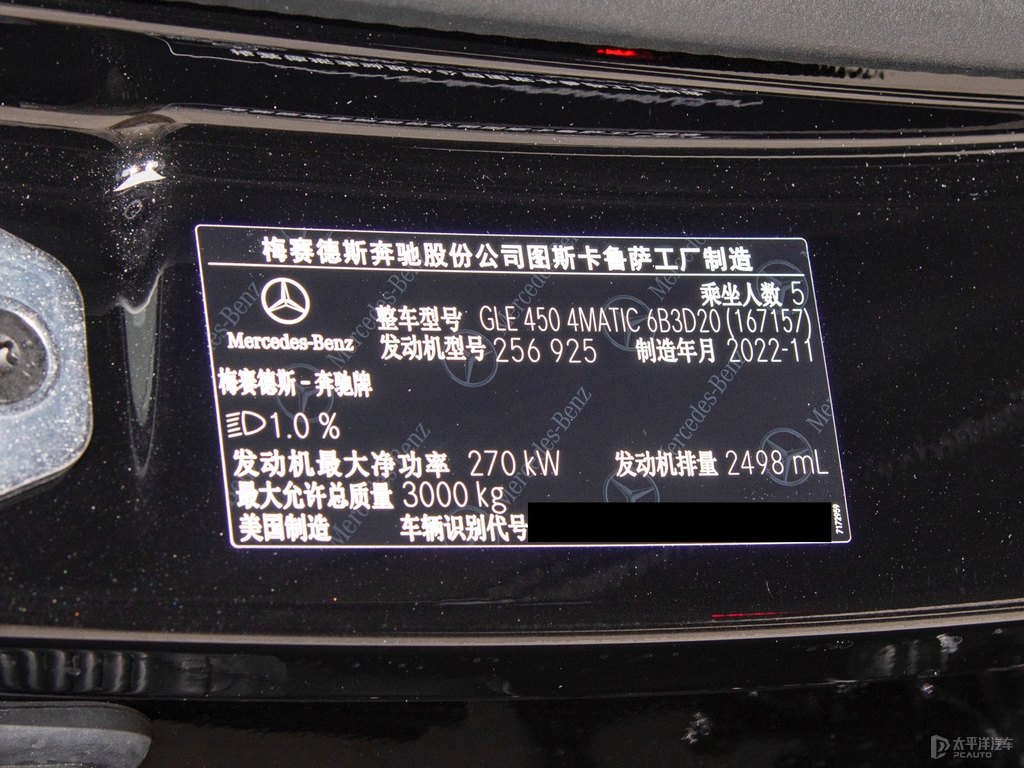 梅赛德斯奔驰股份公司图斯卡鲁萨工厂制造
乘坐人数 5
整车型号 GLE 450 4MATIC 6B3D20 (167157)
Mercedes-Benz
发动机型号 256 925 制造年月 2022-11
梅赛德斯-奔驰牌
1.0 %
发动机最大净功率 270 kW 发动机排量 2498 mL
最大允许总质量 3000 kg
美国制造 车辆识别代号
7172959
太平洋汽车
PCAUTO